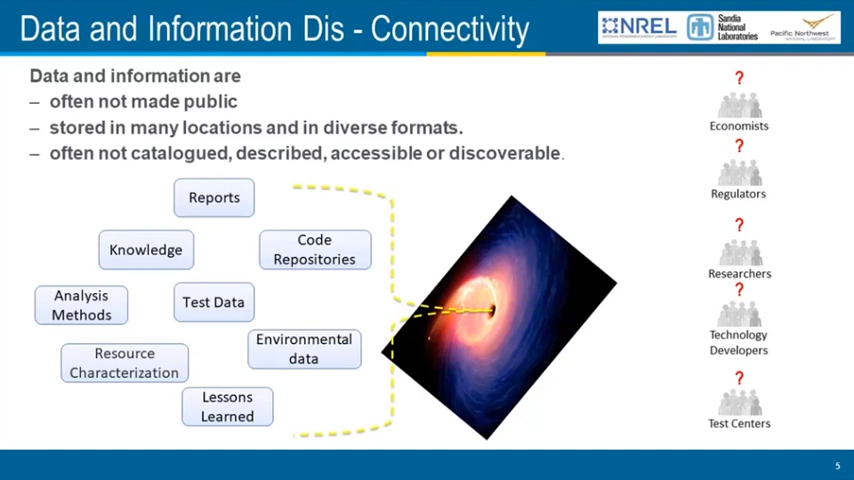 Data and Information Dis - Connectivity
NREL
Sandia
National
Laboratories
Pacific Northwest
NATIONAL LABORATORY
Data and information are
– often not made public
– stored in many locations and in diverse formats.
– often not catalogued, described, accessible or discoverable.
Reports
Knowledge
Code
Repositories
Analysis
Methods
Test Data
Environmental
data
Resource
Characterization
Lessons
Learned
?
Economists
?
Regulators
?
Researchers
?
Technology
Developers
?
Test Centers
5